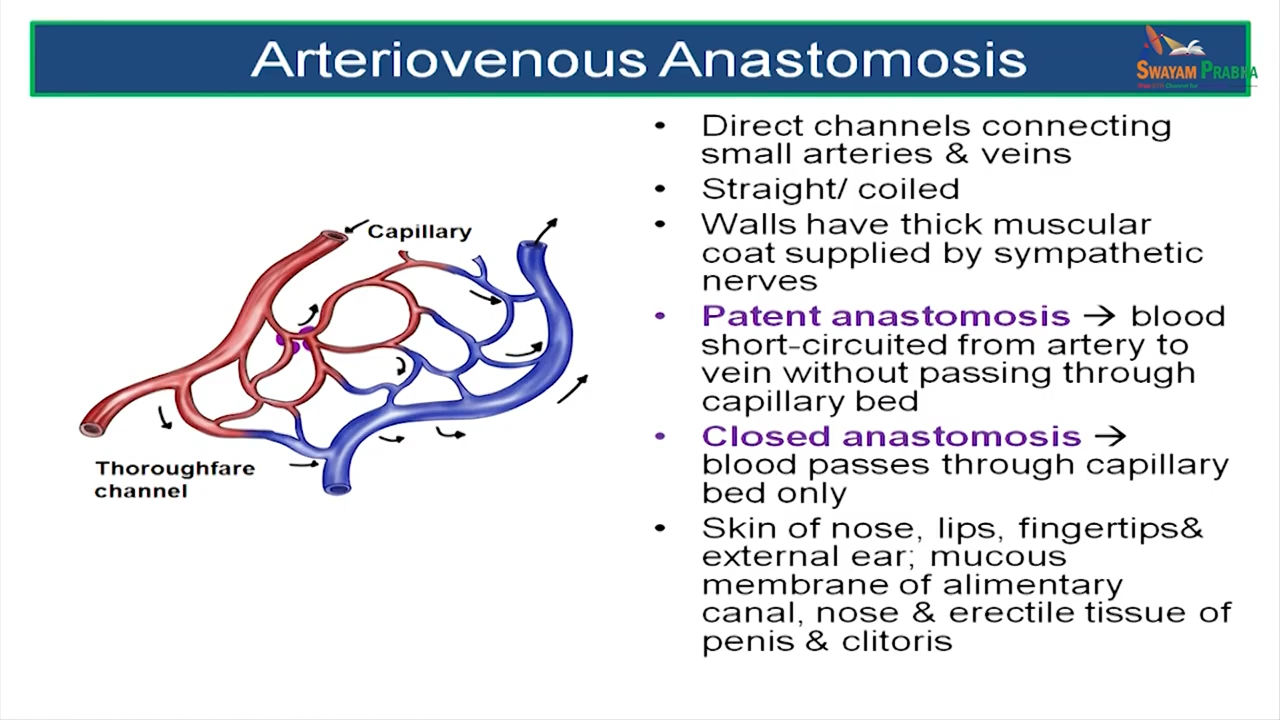 Arteriovenous Anastomosis
SWAYAM PRABHA
Capillary
Thoroughfare
channel
• Direct channels connecting
small arteries & veins
• Straight/ coiled
• Walls have thick muscular
coat supplied by sympathetic
nerves
• Patent anastomosis → blood
short-circuited from artery to
vein without passing through
capillary bed
• Closed anastomosis →
blood passes through capillary
bed only
• Skin of nose, lips, fingertips&
external ear; mucous
membrane of alimentary
canal, nose & erectile tissue of
penis & clitoris